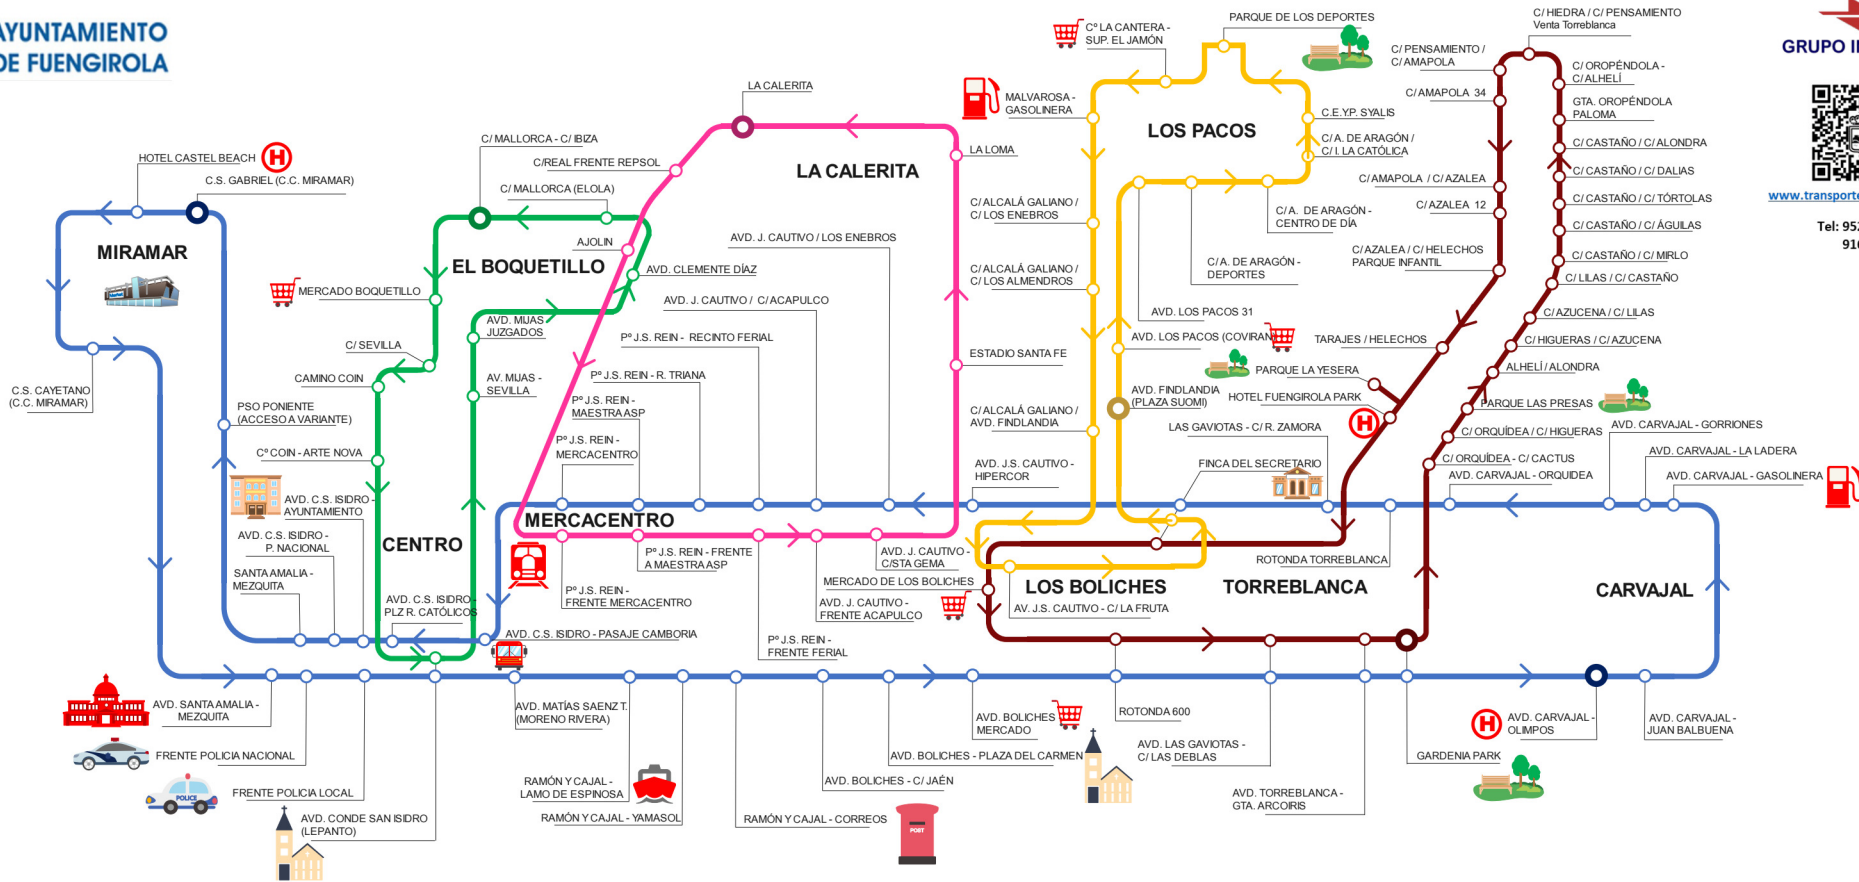 AYUNTAMIENTO
DE FUENGIROLA
HOTEL CASTEL BEACH
H
C.S. GABRIEL (C.C. MIRAMAR)
MIRAMAR
C.S. CAYETANO
(C.C. MIRAMAR)
PSO PONIENTE
(ACCESO A VARIANTE)
MERCADO BOQUETILLO
C/ SEVILLA
CAMINO COIN
Cº COIN - ARTE NOVA
AVD. C.S. ISIDRO -
AYUNTAMIENTO
AVD. C.S. ISIDRO -
P. NACIONAL
SANTA AMALIA -
MEZQUITA
CENTRO
AVD. C.S. ISIDRO -
PLZ R. CATÓLICOS
AVD. C.S. ISIDRO - PASAJE CAMBORIA
C/ MALLORCA - C/ IBIZA
C/REAL FRENTE REPSOL
C/ MALLORCA (ELOLA)
AJOLIN
EL BOQUETILLO
AVD. CLEMENTE DÍAZ
AVD. MIJAS
JUZGADOS
AV. MIJAS -
SEVILLA
LA CALERITA
LA CALERITA
LA LOMA
AVD. J. CAUTIVO / LOS ENEBROS
AVD. J. CAUTIVO / C/ ACAPULCO
Pº J.S. REIN - RECINTO FERIAL
Pº J.S. REIN - R. TRIANA
Pº J.S. REIN -
MAESTRA ASP
Pº J.S. REIN -
MERCACENTRO
ESTADIO SANTA FE
MERCACENTRO
Pº J.S. REIN -
FRENTE MERCACENTRO
Pº J.S. REIN - FRENTE
A MAESTRA ASP
Pº J.S. REIN -
FRENTE FERIAL
AVD. J. CAUTIVO -
FRENTE ACAPULCO
AVD. J. CAUTIVO -
C/STA GEMA
Cº LA CANTERA -
SUP. EL JAMÓN
PARQUE DE LOS DEPORTES
MALVAROSA -
GASOLINERA
LOS PACOS
C.E.Y.P. SYALIS
C/ A. DE ARAGÓN /
C/ I. LA CATÓLICA
C/ A. DE ARAGÓN -
CENTRO DE DÍA
C/ A. DE ARAGÓN -
DEPORTES
AVD. LOS PACOS 31
AVD. LOS PACOS (COVIRAN)
AVD. FINDLANDIA
(PLAZA SUOMI)
C/ ALCALÁ GALIANO /
C/ LOS ENEBROS
C/ ALCALÁ GALIANO /
C/ LOS ALMENDROS
C/ ALCALÁ GALIANO /
AVD. FINDLANDIA
AVD. J.S. CAUTIVO -
HIPERCOR
LAS GAVIOTAS - C/ R. ZAMORA
FINCA DEL SECRETARIO
MERCADO DE LOS BOLICHES
LOS BOLICHES
AV. J.S. CAUTIVO - C/ LA FRUTA
TORREBLANCA
ROTONDA TORREBLANCA
C/ HIEDRA / C/ PENSAMIENTO
Venta Torreblanca
C/ PENSAMIENTO /
C/ AMAPOLA
C/ AMAPOLA 34
C/ AMAPOLA / C/ AZALEA
C/ AZALEA 12
C/ AZALEA / C/ HELECHOS
PARQUE INFANTIL
TARAJES / HELECHOS
PARQUE LA YESERA
HOTEL FUENGIROLA PARK
H
C/ OROPÉNDOLA -
C/ ALHELÍ
GTA. OROPÉNDOLA
PALOMA
C/ CASTAÑO / C/ ALONDRA
C/ CASTAÑO / C/ DALIAS
C/ CASTAÑO / C/ TÓRTOLAS
C/ CASTAÑO / C/ ÁGUILAS
C/ CASTAÑO / C/ MIRLO
C/ LILAS / C/ CASTAÑO
C/ AZUCENA / C/ LILAS
C/ HIGUERAS / C/ AZUCENA
ALHELÍ / ALONDRA
PARQUE LAS PRESAS
C/ ORQUÍDEA / C/ HIGUERAS
C/ ORQUÍDEA - C/ CACTUS
AVD. CARVAJAL - ORQUIDEA
AVD. CARVAJAL - GORRIONES
AVD. CARVAJAL - LA LADERA
AVD. CARVAJAL - GASOLINERA
CARVAJAL
GRUPO
www.transporte
Tel: 952
916
AVD. SANTA AMALIA -
MEZQUITA
FRENTE POLICIA NACIONAL
POLICE
FRENTE POLICIA LOCAL
AVD. CONDE SAN ISIDRO
(LEPANTO)
AVD. MATÍAS SAENZ T.
(MORENO RIVERA)
RAMÓN Y CAJAL -
LAMO DE ESPINOSA
RAMÓN Y CAJAL - YAMASOL
RAMÓN Y CAJAL - CORREOS
POST
AVD. BOLICHES - C/ JAÉN
AVD. BOLICHES - PLAZA DEL CARMEN
AVD. BOLICHES
MERCADO
ROTONDA 600
AVD. LAS GAVIOTAS -
C/ LAS DEBLAS
AVD. TORREBLANCA -
GTA. ARCOIRIS
GARDENIA PARK
H
AVD. CARVAJAL -
OLIMPOS
AVD. CARVAJAL -
JUAN BALBUENA